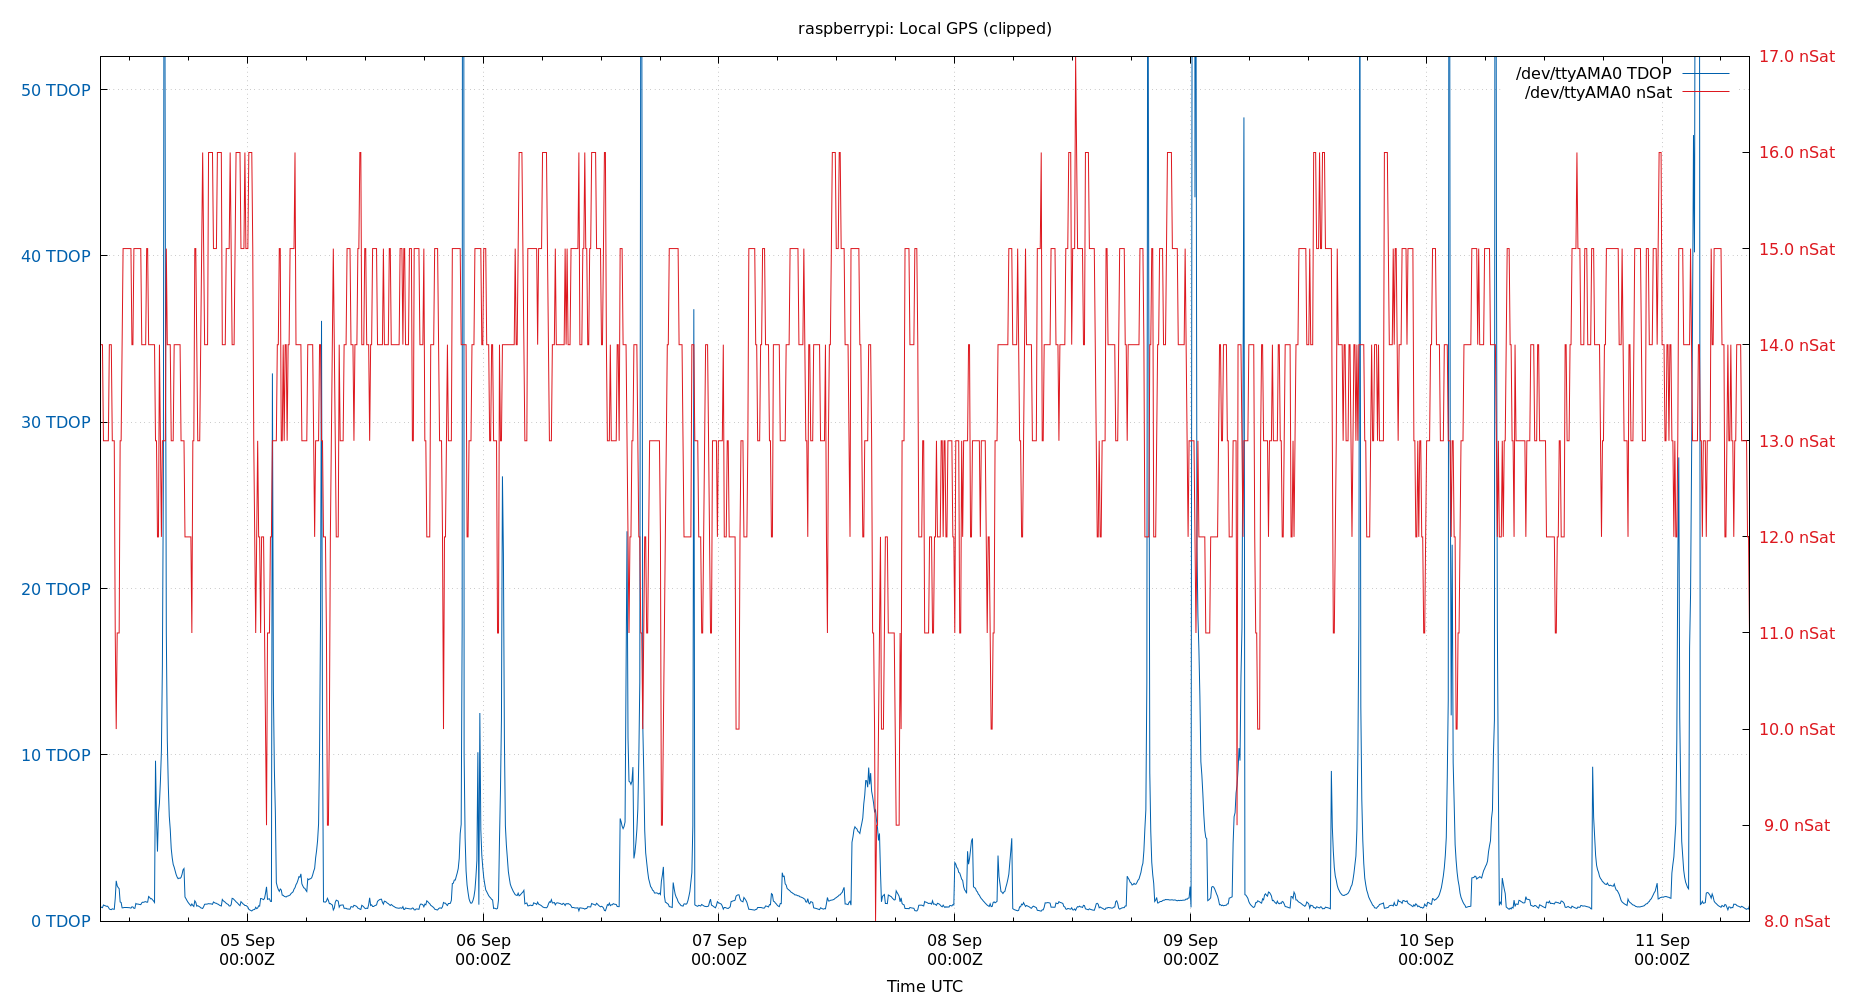 raspberrypi: Local GPS (clipped)
/dev/ttyAMA0 TDOP
/dev/ttyAMA0 nSat
50 TDOP
40 TDOP
30 TDOP
20 TDOP
10 TDOP
0 TDOP
17.0 nSat
16.0 nSat
15.0 nSat
14.0 nSat
13.0 nSat
12.0 nSat
11.0 nSat
10.0 nSat
9.0 nSat
8.0 nSat
05 Sep
00:00Z
06 Sep
00:00Z
07 Sep
00:00Z
08 Sep
00:00Z
09 Sep
00:00Z
10 Sep
00:00Z
11 Sep
00:00Z
Time UTC